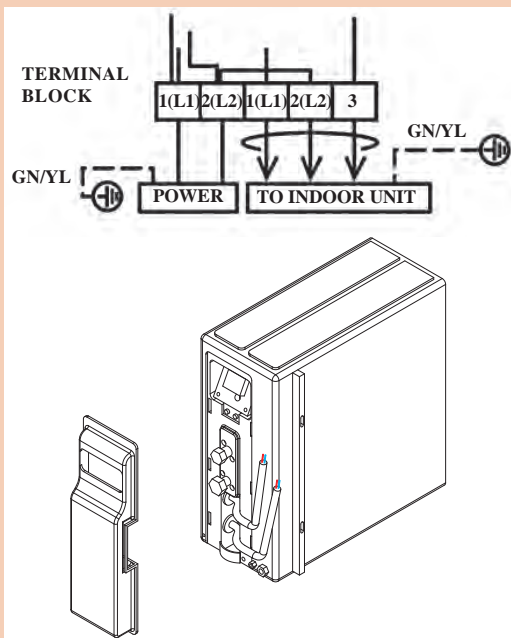 TERMINAL
BLOCK
1(L1) 2(L2) 1(L1) 2(L2) 3
GN/YL
GN/YL
POWER
TO INDOOR UNIT